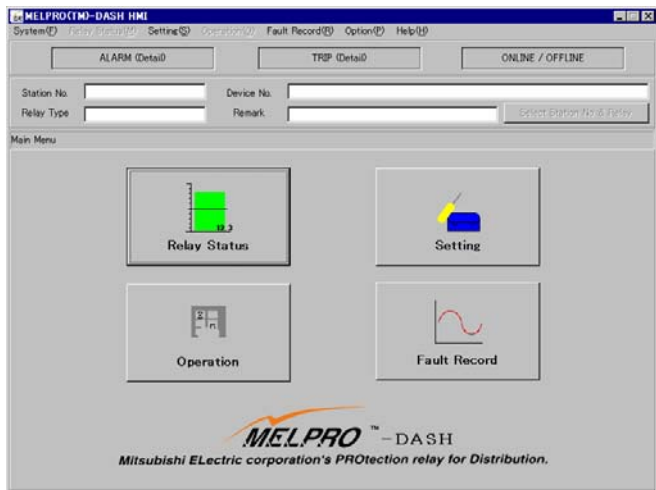 MELPRO(TM)-DASH HMI
System(F) Relay Status(M) Setting(S) Operation(O) Fault Record(R) Option(P) Help(H)
ALARM (Detail) TRIP (Detail) ONLINE / OFFLINE
Station No. Device No.
Relay Type Remark Select Station No & Relay
Main Menu
Relay Status Setting
Operation Fault Record
MELPRO ™-DASH
Mitsubishi ELectric corporation's PROtection relay for Distribution.